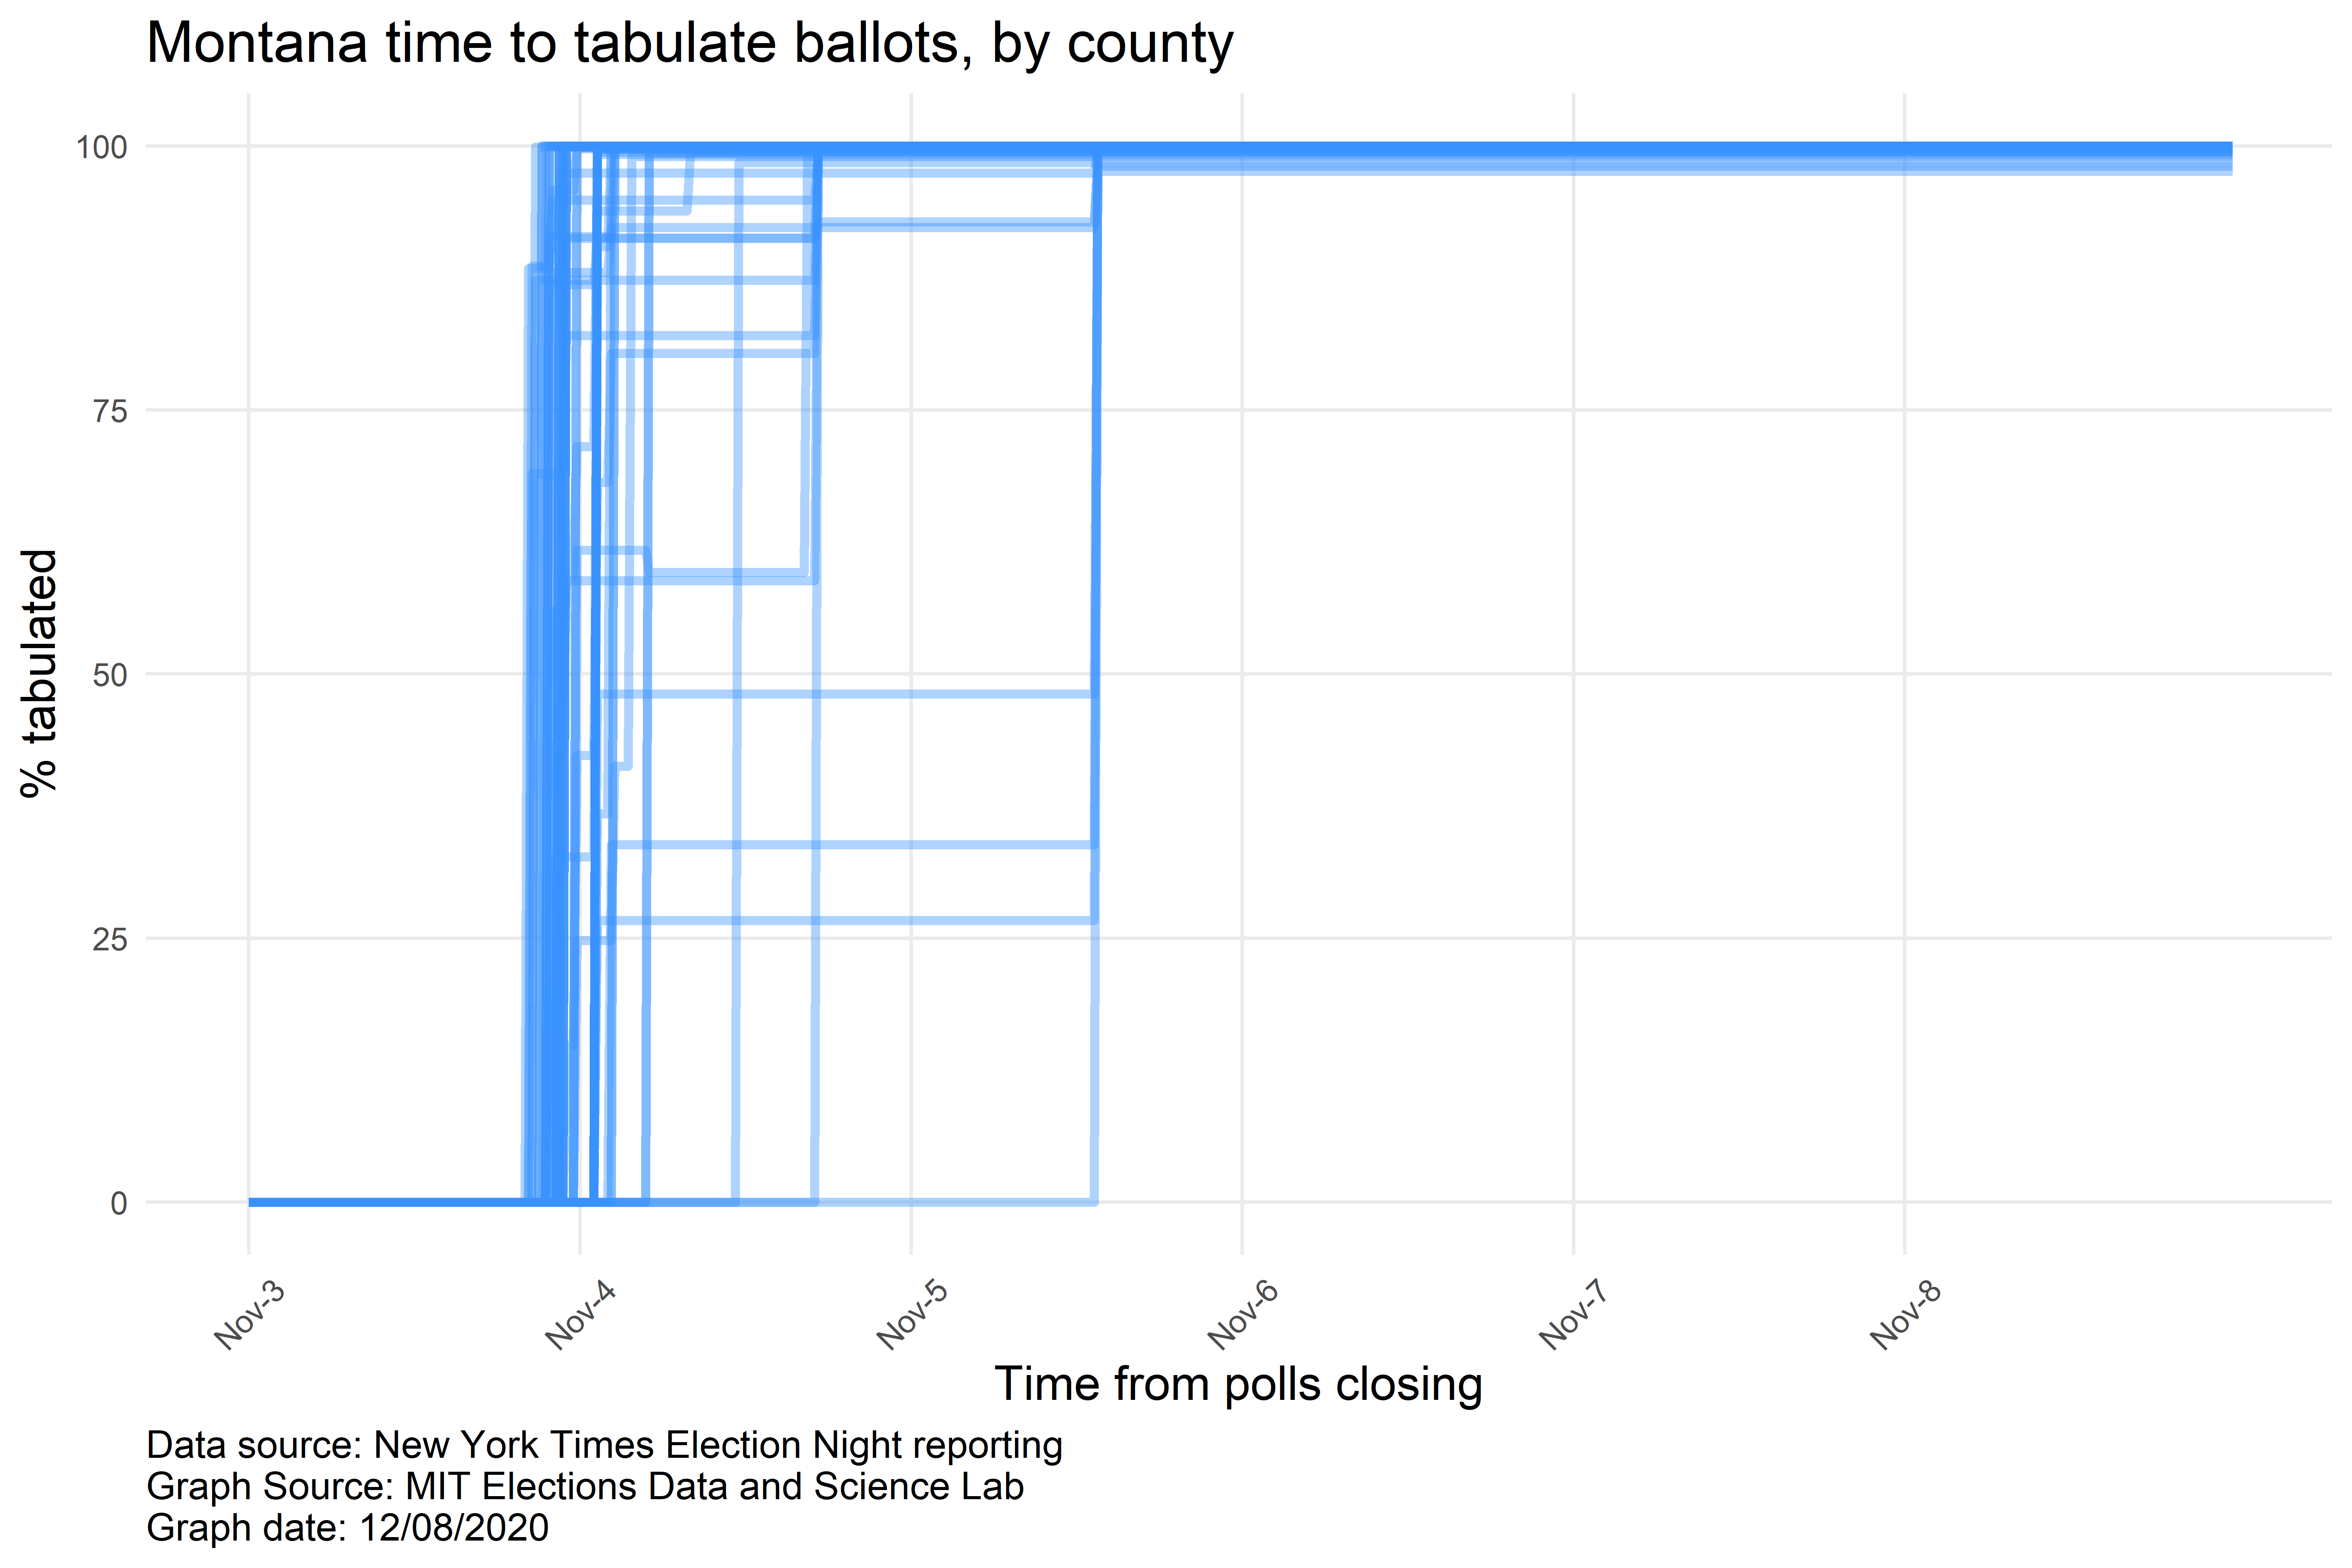 Montana time to tabulate ballots, by county
% tabulated
100
75
50
25
0
Nov-3
Nov-4
Nov-5
Nov-6
Nov-7
Nov-8
Time from polls closing
Data source: New York Times Election Night reporting
Graph Source: MIT Elections Data and Science Lab
Graph date: 12/08/2020